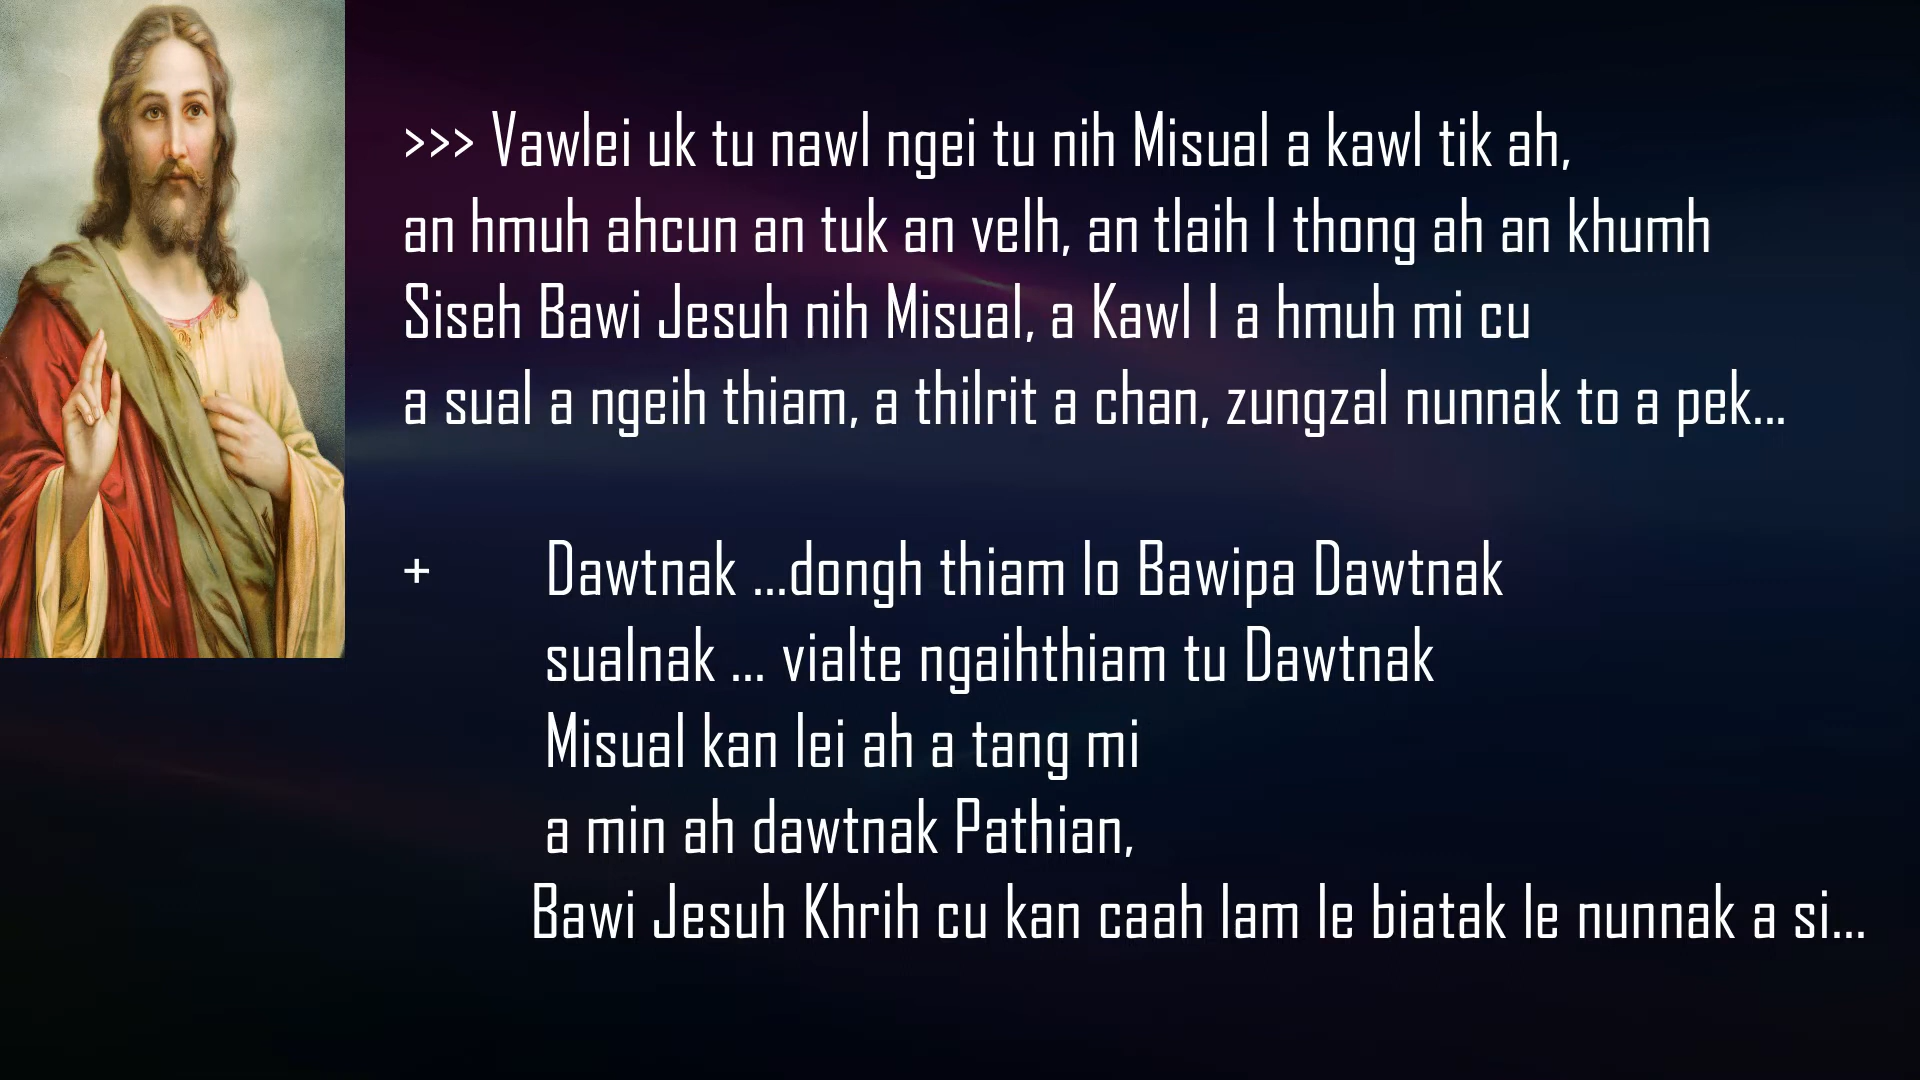 >>> Vawlei uk tu nawl ngei tu nih Misual a kawl tik ah,
an hmuh ahcun an tuk an velh, an tlaih I thong ah an khumh
Siseh Bawi Jesuh nih Misual, a Kawl I a hmuh mi cu
a sual a ngeih thiam, a thilrit a chan, zungzal nunnak to a pek...
+ Dawtnak ...dongh thiam lo Bawipa Dawtnak
sualnak ... vialte ngaihthiam tu Dawtnak
Misual kan lei ah a tang mi
a min ah dawtnak Pathian,
Bawi Jesuh Khrih cu kan caah lam le biatak le nunnak a si...